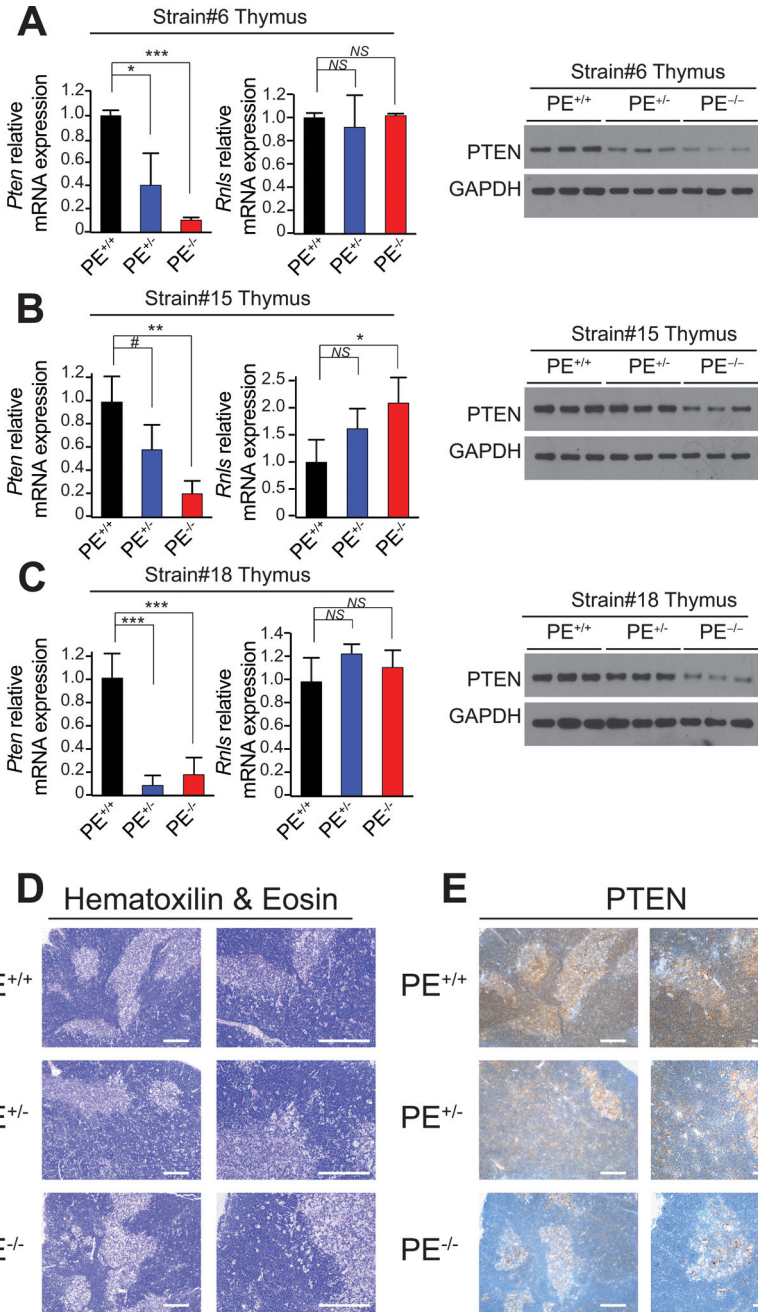 A
Strain#6 Thymus
***
*
Pten relative
mRNA expression
1.2
1.0
0.8
0.6
0.4
0.2
0
PE+/+
PE+/-
PE-/-
NS
NS
Rnls relative
mRNA expression
1.2
1.0
0.8
0.6
0.4
0.2
0
PE+/+
PE+/-
PE-/-
Strain#6 Thymus
PE+/+ PE+/- PE−/−
PTEN
GAPDH
B
Strain#15 Thymus
**
#
Pten relative
mRNA expression
1.2
1.0
0.8
0.6
0.4
0.2
0
PE+/+
PE+/-
PE-/-
*
NS
Rnls relative
mRNA expression
2.5
2.0
1.5
1.0
0.5
0
PE+/+
PE+/-
PE-/-
Strain#15 Thymus
PE+/+ PE+/- PE−/−
PTEN
GAPDH
C
Strain#18 Thymus
***
***
Pten relative
mRNA expression
1.2
1.0
0.8
0.6
0.4
0.2
0
PE+/+
PE+/-
PE-/-
NS
NS
Rnls relative
mRNA expression
1.4
1.2
1.0
0.8
0.6
0.4
0.2
0
PE+/+
PE+/-
PE-/-
Strain#18 Thymus
PE+/+ PE+/- PE−/−
PTEN
GAPDH
D
Hematoxilin & Eosin
E+/+
E+/-
E-/-
E
PTEN
PE+/+
PE+/-
PE-/-